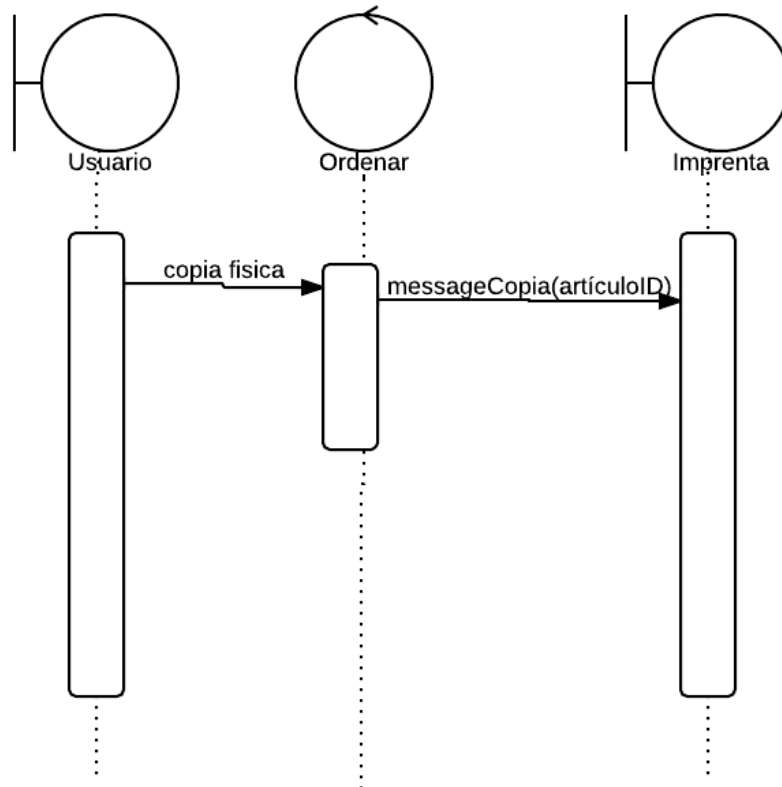 Usuario
Ordenar
Imprenta
copia fisica
messageCopia(artículoID)